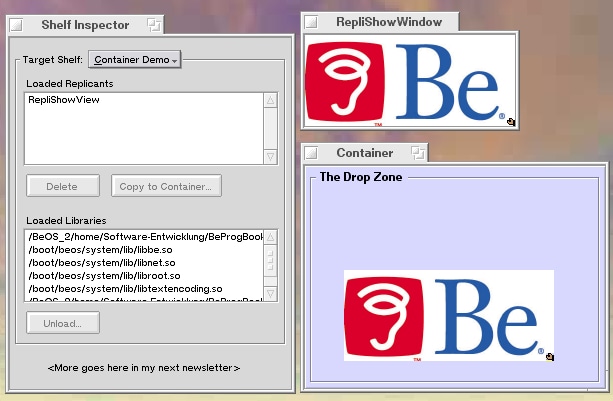 Shelf Inspector
Target Shelf: Container Demo
Loaded Replicants
RepliShowView
Delete
Copy to Container...
Loaded Libraries
/BeOS_2/home/Software-Entwicklung/BeProgBook
/boot/beos/system/lib/libbe.so
/boot/beos/system/lib/libnet.so
/boot/beos/system/lib/libroot.so
/boot/beos/system/lib/libtextencoding.so
/BeOS_2/home/Software-Entwicklung/BeProgBook
Unload...
<More goes here in my next newsletter>
RepliShowWindow
Be®
TM
Container
The Drop Zone
Be®
TM